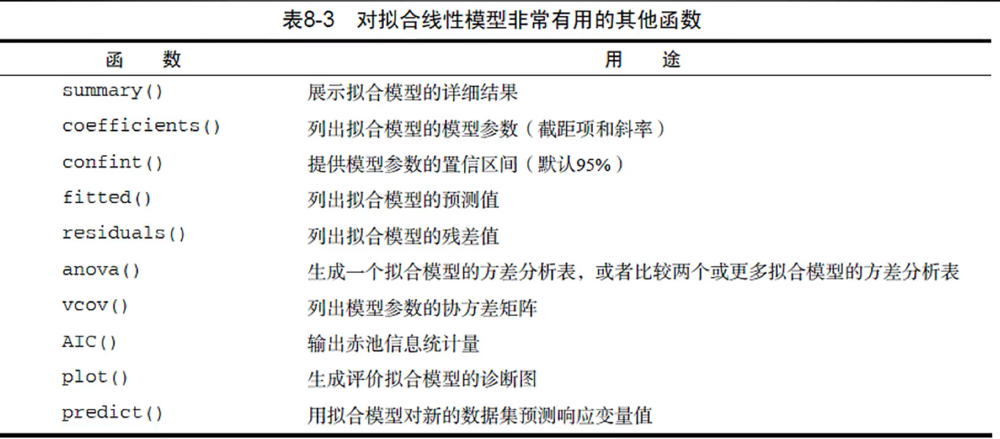 表8-3 对拟合线性模型非常有用的其他函数
函 数 用 途
summary() 展示拟合模型的详细结果
coefficients() 列出拟合模型的模型参数（截距项和斜率）
confint() 提供模型参数的置信区间（默认95%）
fitted() 列出拟合模型的预测值
residuals() 列出拟合模型的残差值
anova() 生成一个拟合模型的方差分析表，或者比较两个或更多拟合模型的方差分析表
vcov() 列出模型参数的协方差矩阵
AIC() 输出赤池信息统计量
plot() 生成评价拟合模型的诊断图
predict() 用拟合模型对新的数据集预测响应变量值